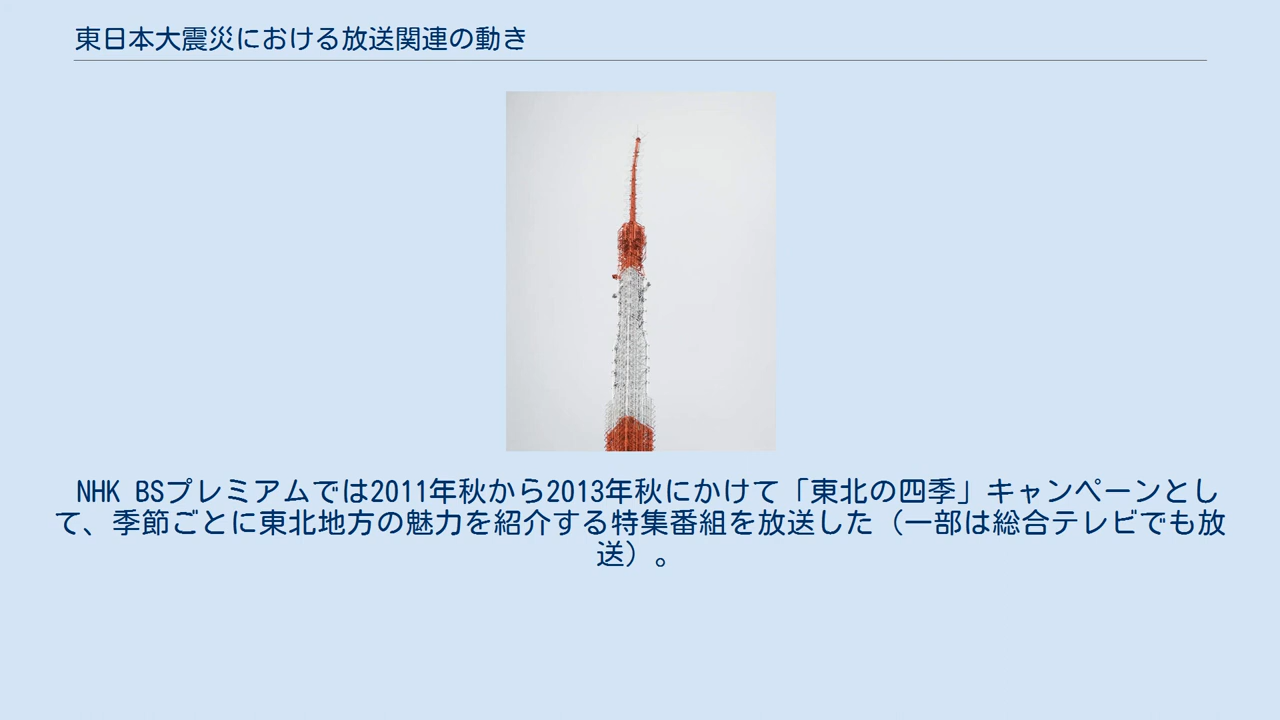 東日本大震災における放送関連の動き
NHK BSプレミアムでは2011年秋から2013年秋にかけて「東北の四季」キャンペーンとし
て、季節ごとに東北地方の魅力を紹介する特集番組を放送した（一部は総合テレビでも放
送）。